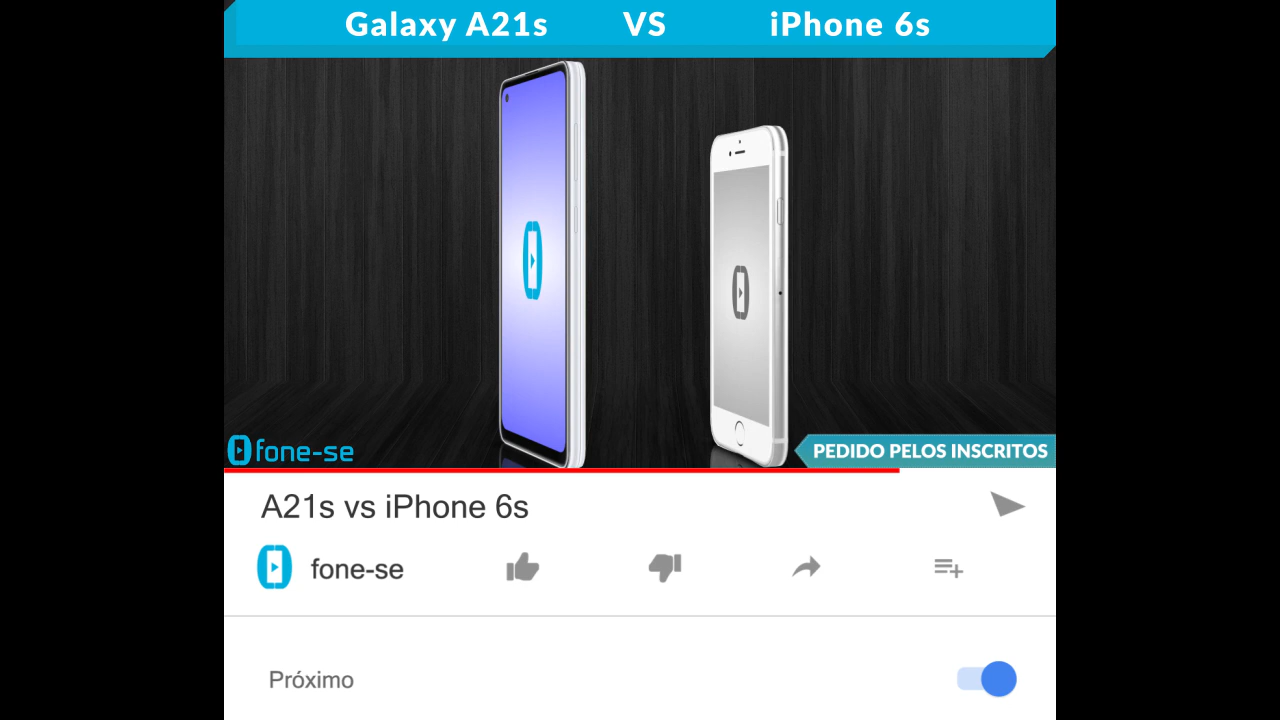 Galaxy A21s VS iPhone 6s
fone-se
PEDIDO PELOS INSCRITOS
A21s vs iPhone 6s
fone-se
Próximo